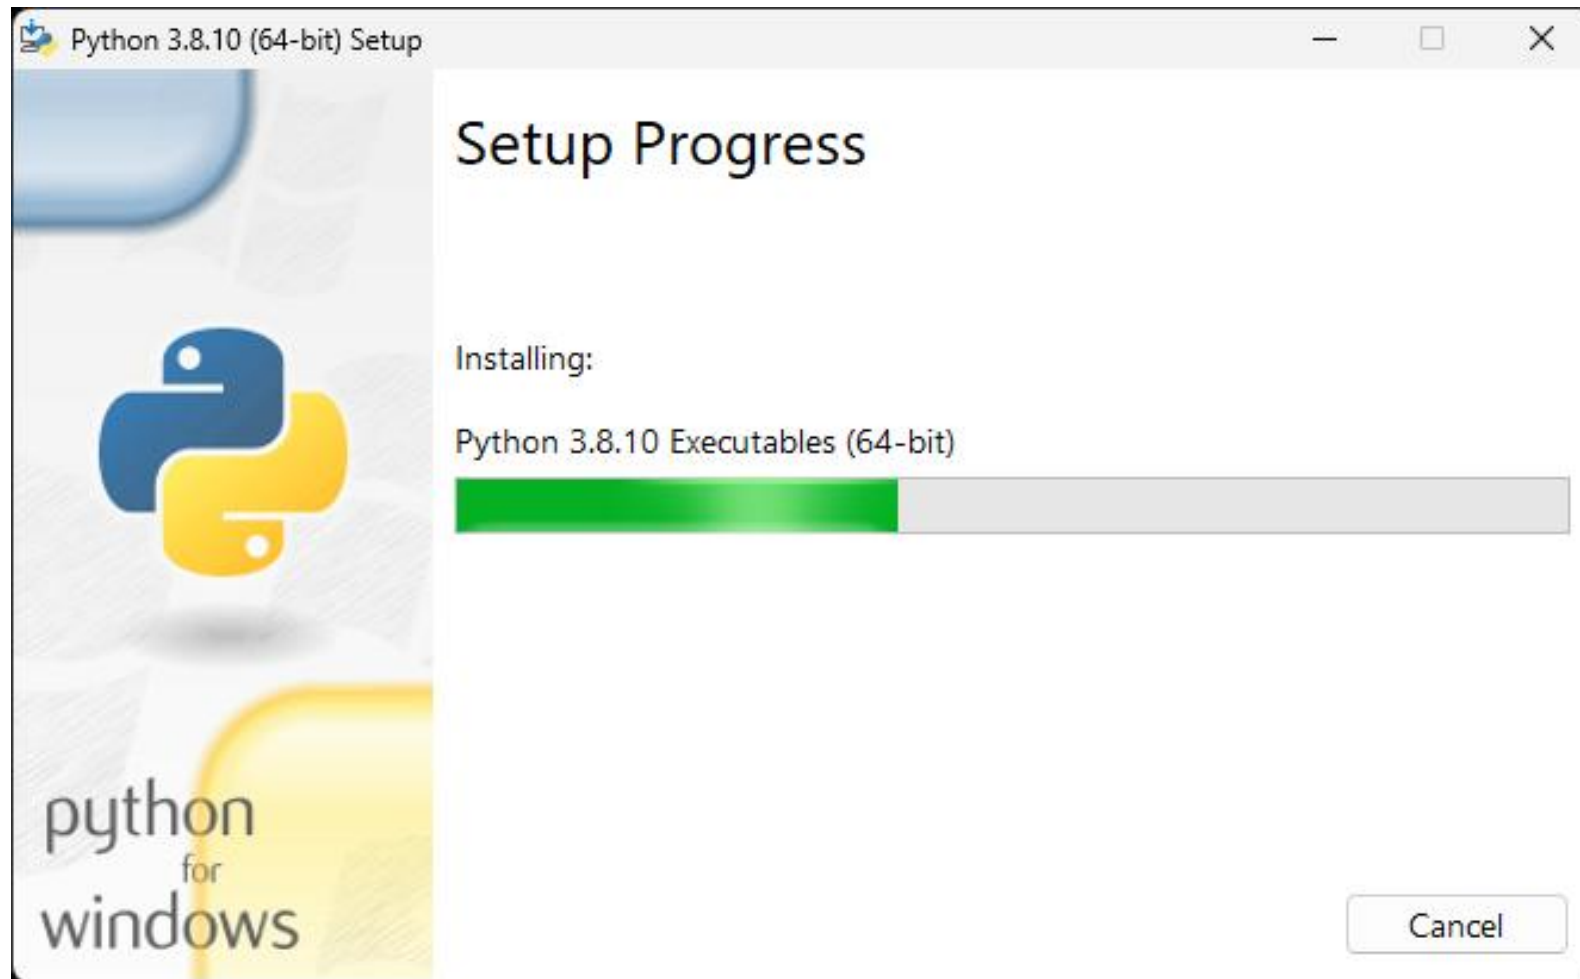 Python 3.8.10 (64-bit) Setup
Setup Progress
Installing:
Python 3.8.10 Executables (64-bit)
python
for
windows
Cancel